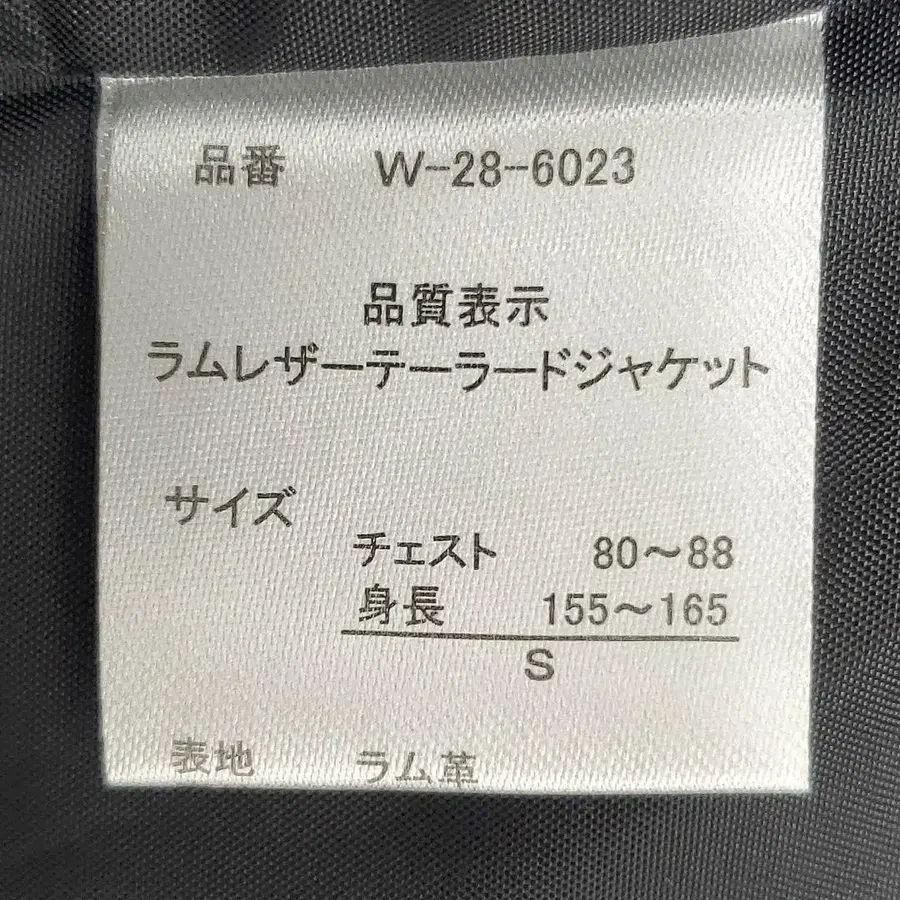 品番 W-28-6023
品質表示
ラムレザーテーラードジャケット
サイズ
チェスト 80～88
身長 155～165
S
表地 ラム革